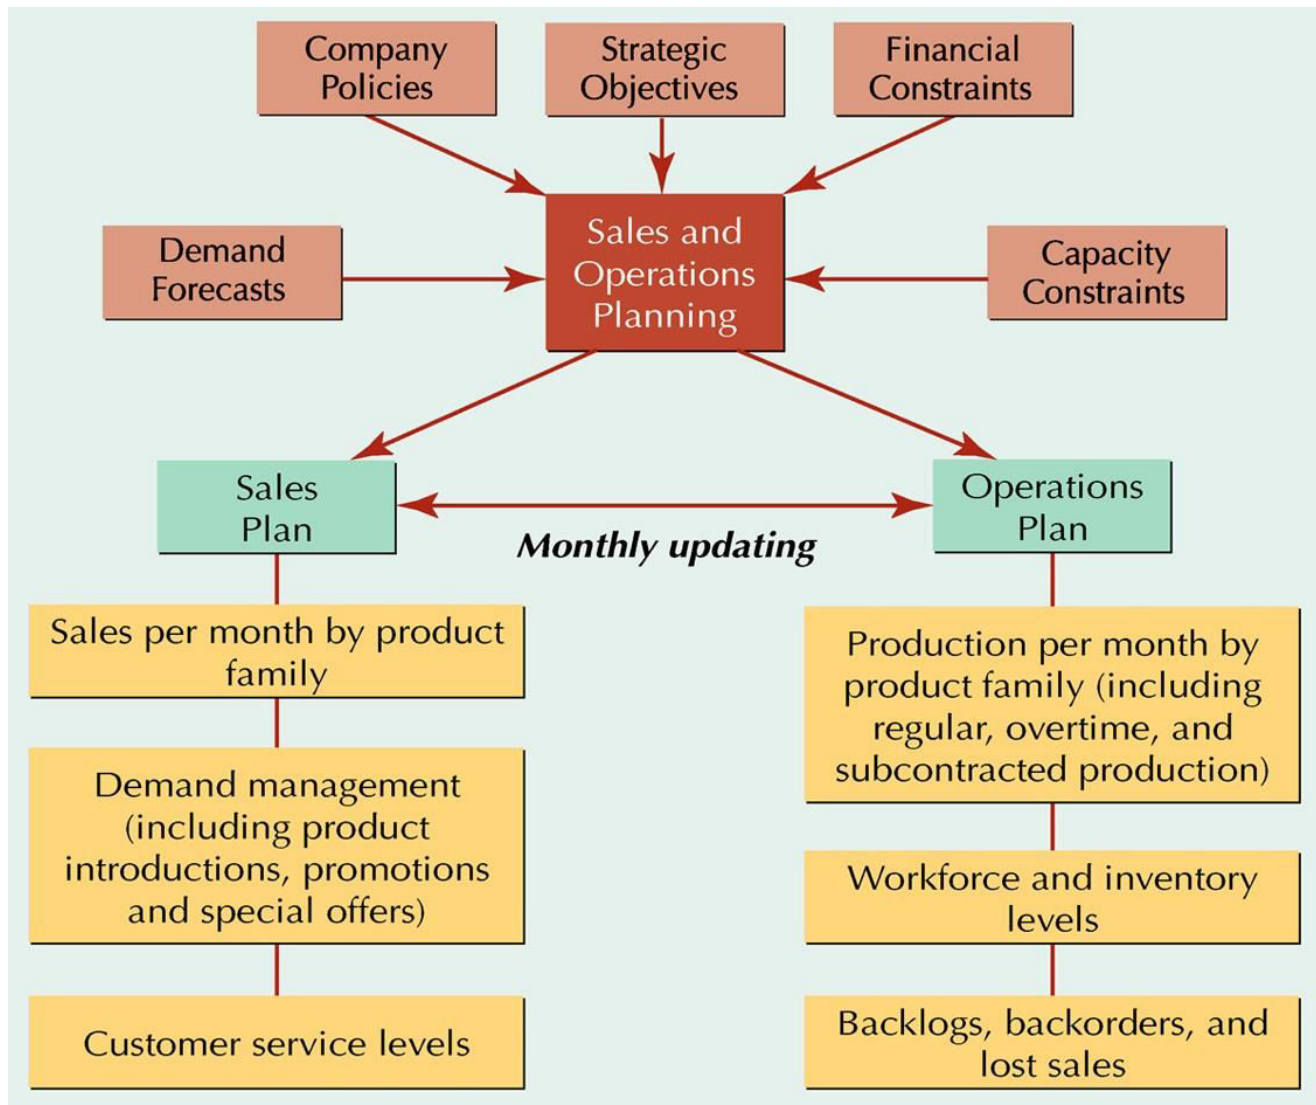 Company
Policies
Strategic
Objectives
Financial
Constraints
Demand
Forecasts
Sales and
Operations
Planning
Capacity
Constraints
Sales
Plan
Monthly updating
Operations
Plan
Sales per month by product
family
Demand management
(including product
introductions, promotions
and special offers)
Customer service levels
Production per month by
product family (including
regular, overtime, and
subcontracted production)
Workforce and inventory
levels
Backlogs, backorders, and
lost sales